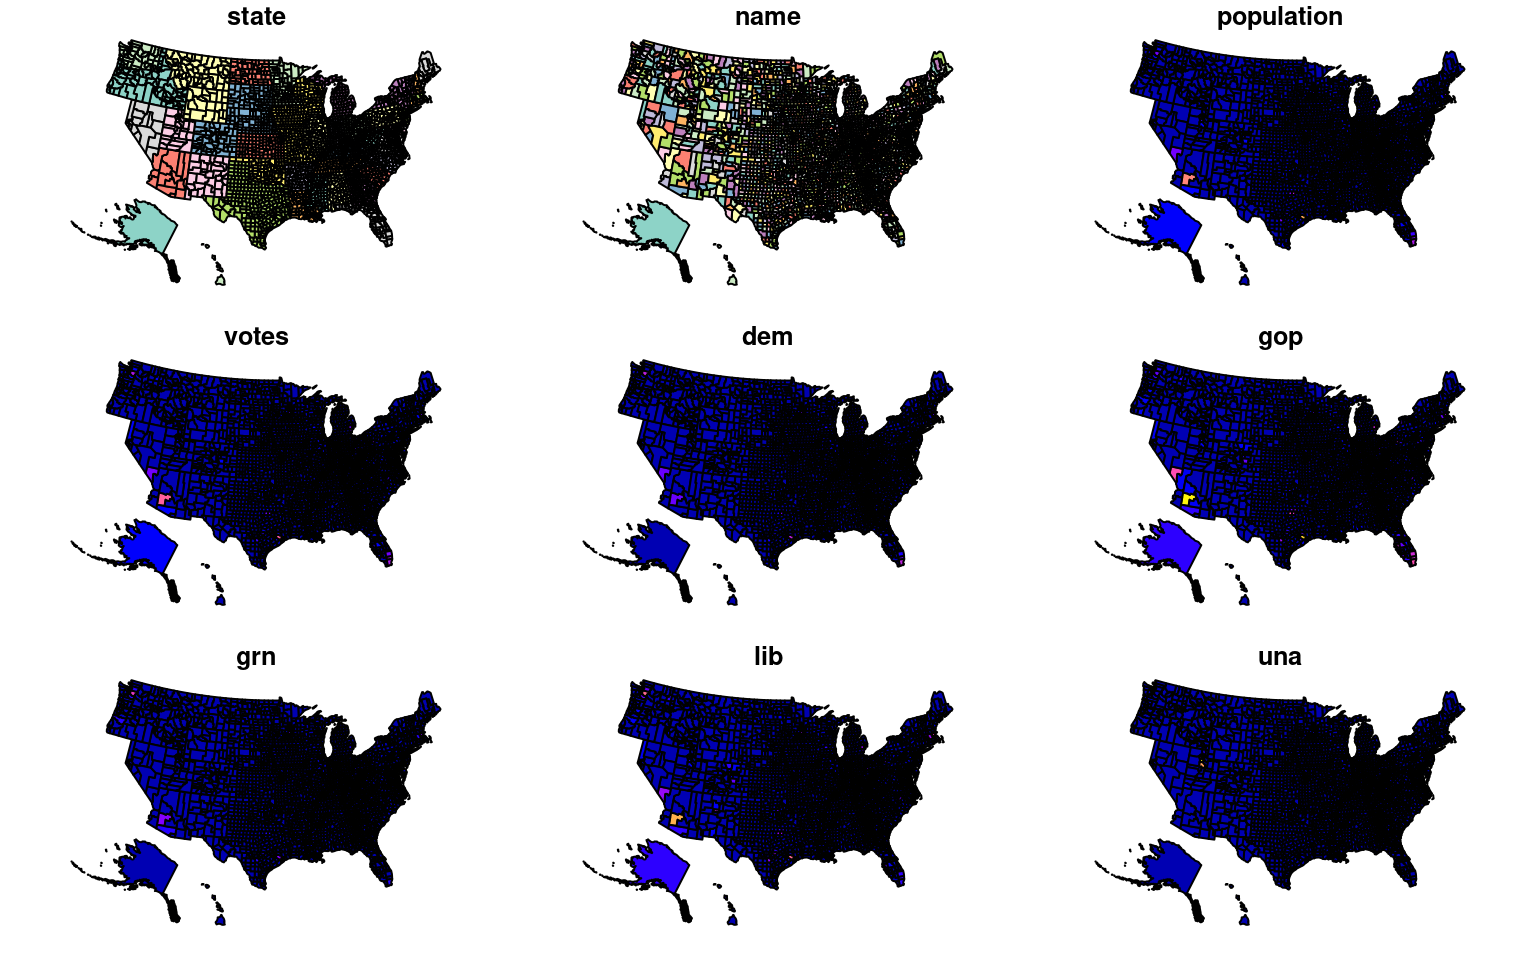 state
name
population
votes
dem
gop
grn
lib
una